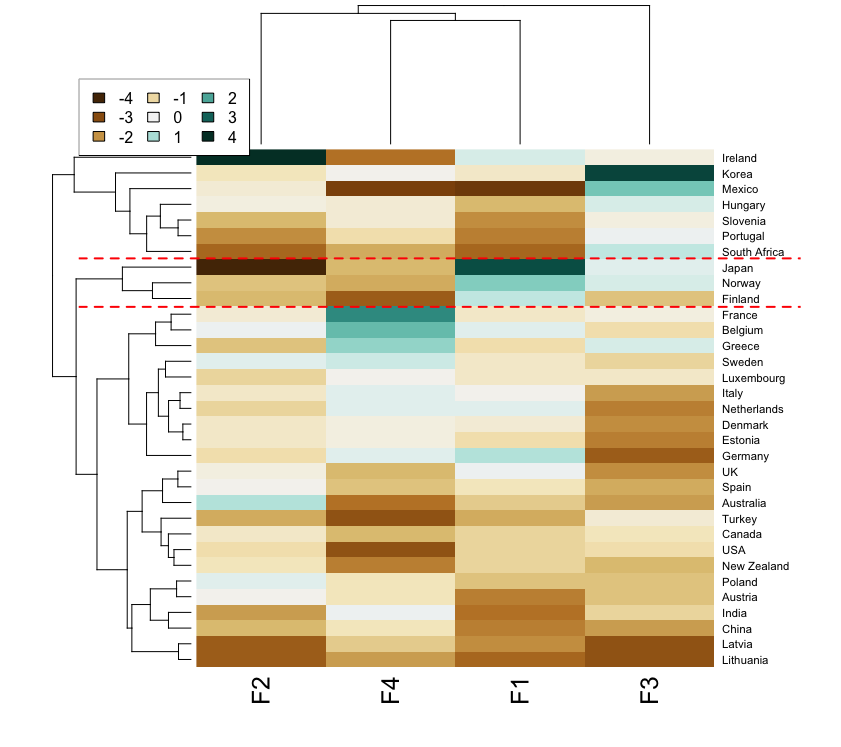 -4 -1 2
-3 0 3
-2 1 4
Ireland
Korea
Mexico
Hungary
Slovenia
Portugal
South Africa
Japan
Norway
Finland
France
Belgium
Greece
Sweden
Luxembourg
Italy
Netherlands
Denmark
Estonia
Germany
UK
Spain
Australia
Turkey
Canada
USA
New Zealand
Poland
Austria
India
China
Latvia
Lithuania
F2 F4 F1 F3